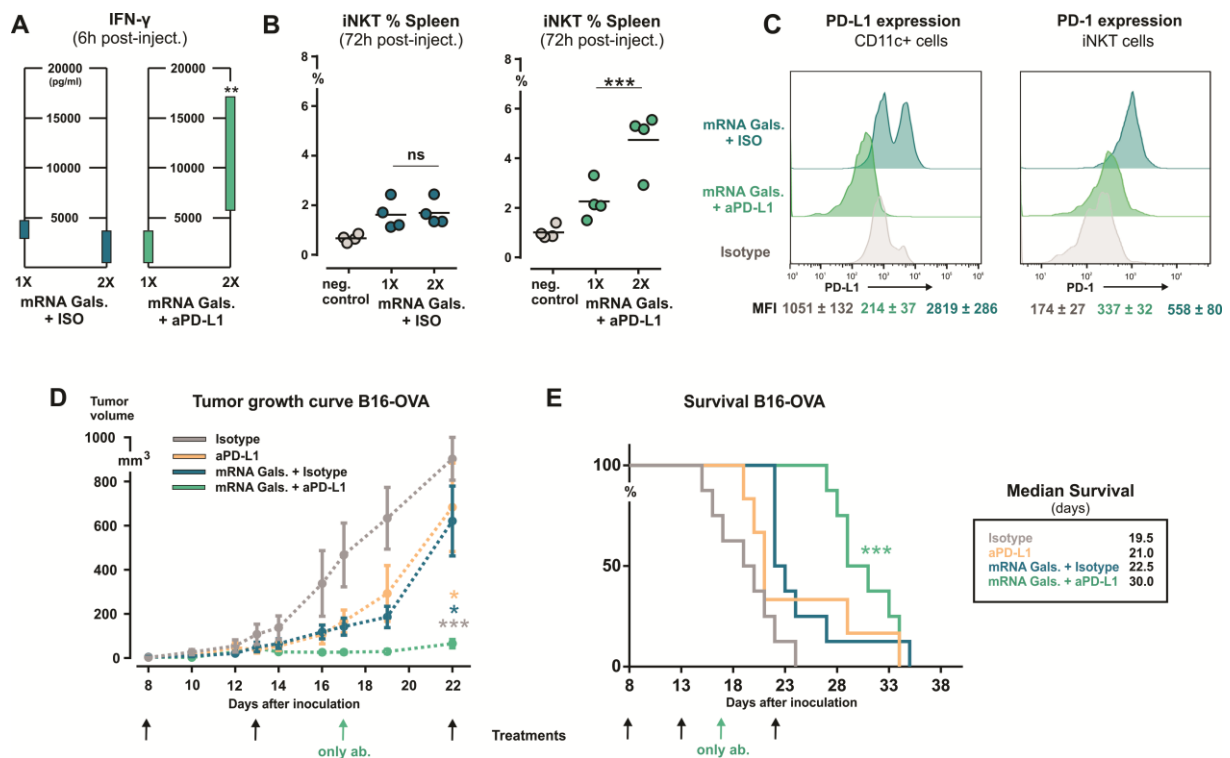 A
IFN-γ
(6h post-inject.)
20000
(pg/ml)
15000
10000
5000
1X
2X
mRNA Gals.
+ ISO
20000
**
15000
10000
5000
1X
2X
mRNA Gals.
+ aPD-L1
B
iNKT % Spleen
(72h post-inject.)
8
%
6
4
2
0
ns
neg.
control
1X
2X
mRNA Gals.
+ ISO
iNKT % Spleen
(72h post-inject.)
8
%
6
4
2
0
***
neg.
control
1X
2X
mRNA Gals.
+ aPD-L1
C
PD-L1 expression
CD11c+ cells
PD-1 expression
iNKT cells
mRNA Gals.
+ ISO
mRNA Gals.
+ aPD-L1
Isotype
PD-L1
PD-1
MFI 1051 ± 132 214 ± 37 2819 ± 286
174 ± 27 337 ± 32 558 ± 80
D
Tumor
volume
Tumor growth curve B16-OVA
1000
mm³
800
600
400
200
0
Isotype
aPD-L1
mRNA Gals. + Isotype
mRNA Gals. + aPD-L1
*
*
***
8 10 12 14 16 18 20 22
Days after inoculation
only ab.
Treatments
E
Survival B16-OVA
100
%
50
0
***
8 13 18 23 28 33 38
Days after inoculation
only ab.
Median Survival
(days)
Isotype 19.5
aPD-L1 21.0
mRNA Gals. + Isotype 22.5
mRNA Gals. + aPD-L1 30.0